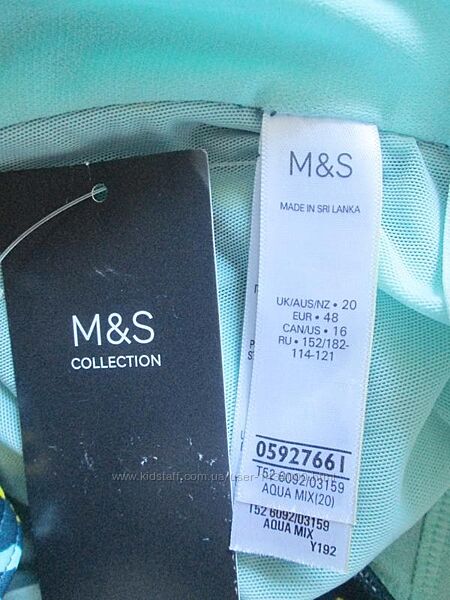 M&S
COLLECTION
M&S
MADE IN SRI LANKA
UK/AUS/NZ • 20
EUR • 48
CAN/US • 16
RU • 152/182-
114-121
05927661
T52 6092/03159
AQUA MIX(20)
T52 6092/03159
AQUA MIX
Y192